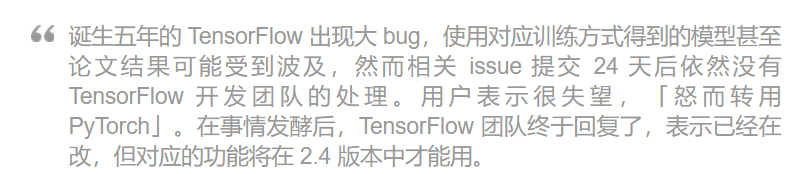 诞生五年的 TensorFlow 出现大 bug，使用对应训练方式得到的模型甚至
论文结果可能受到波及，然而相关 issue 提交 24 天后依然没有
TensorFlow 开发团队的处理。用户表示很失望，「怒而转用
PyTorch」。在事情发酵后，TensorFlow 团队终于回复了，表示已经在
改，但对应的功能将在 2.4 版本中才能用。